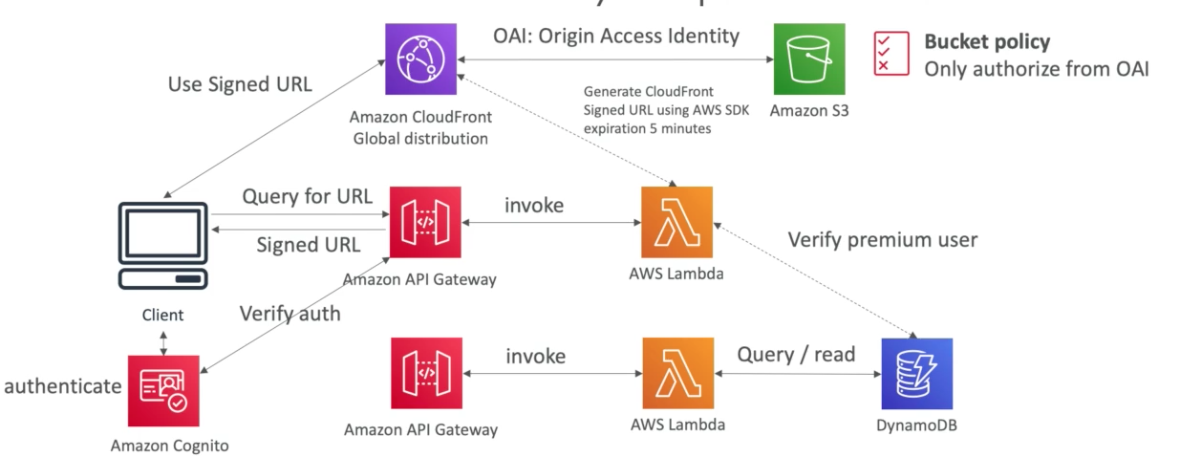 OAI: Origin Access Identity
Bucket policy
Only authorize from OAI
Use Signed URL
Generate CloudFront
Signed URL using AWS SDK
expiration 5 minutes
Amazon S3
Amazon CloudFront
Global distribution
Query for URL
invoke
Signed URL
Verify premium user
Amazon API Gateway
AWS Lambda
Client
Verify auth
invoke
Query / read
authenticate
Amazon API Gateway
AWS Lambda
DynamoDB
Amazon Cognito